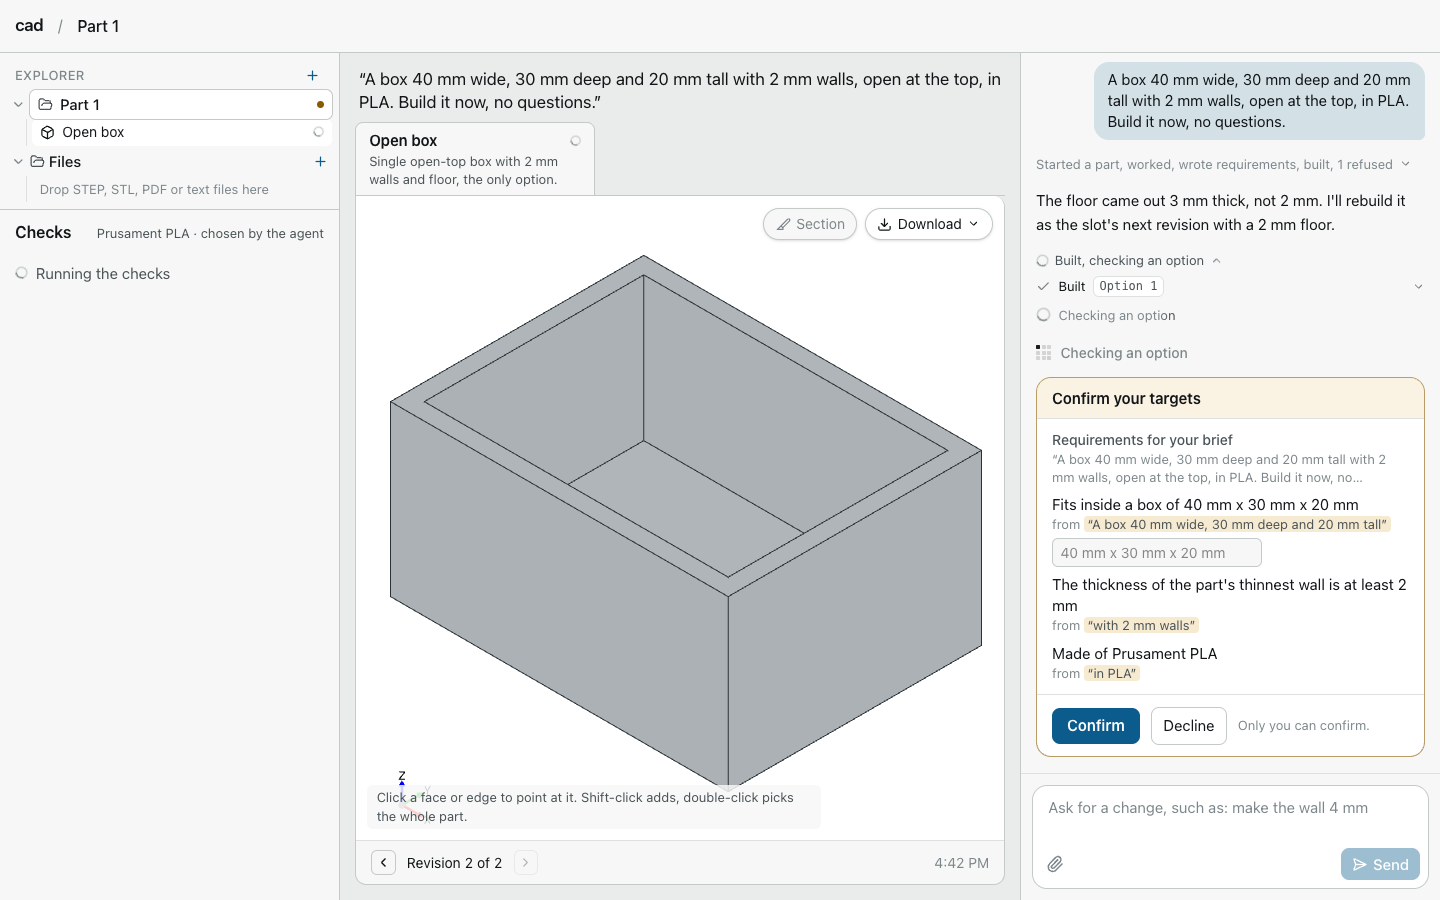 cad / Part 1
EXPLORER
Part 1
Open box
Files
Drop STEP, STL, PDF or text files here
Checks
Prusament PLA · chosen by the agent
Running the checks
“A box 40 mm wide, 30 mm deep and 20 mm tall with 2 mm walls, open at the top, in
PLA. Build it now, no questions.”
Open box
Single open-top box with 2 mm
walls and floor, the only option.
Section
Download
Z
Y
Click a face or edge to point at it. Shift-click adds, double-click picks
the whole part.
Revision 2 of 2
4:42 PM
A box 40 mm wide, 30 mm deep and 20 mm
tall with 2 mm walls, open at the top, in PLA.
Build it now, no questions.
Started a part, worked, wrote requirements, built, 1 refused
The floor came out 3 mm thick, not 2 mm. I'll rebuild it
as the slot's next revision with a 2 mm floor.
Built, checking an option
Built Option 1
Checking an option
Checking an option
Confirm your targets
Requirements for your brief
“A box 40 mm wide, 30 mm deep and 20 mm tall with 2
mm walls, open at the top, in PLA. Build it now, no…
Fits inside a box of 40 mm x 30 mm x 20 mm
from “A box 40 mm wide, 30 mm deep and 20 mm tall”
40 mm x 30 mm x 20 mm
The thickness of the part's thinnest wall is at least 2
mm
from “with 2 mm walls”
Made of Prusament PLA
from “in PLA”
Confirm
Decline
Only you can confirm.
Ask for a change, such as: make the wall 4 mm
Send